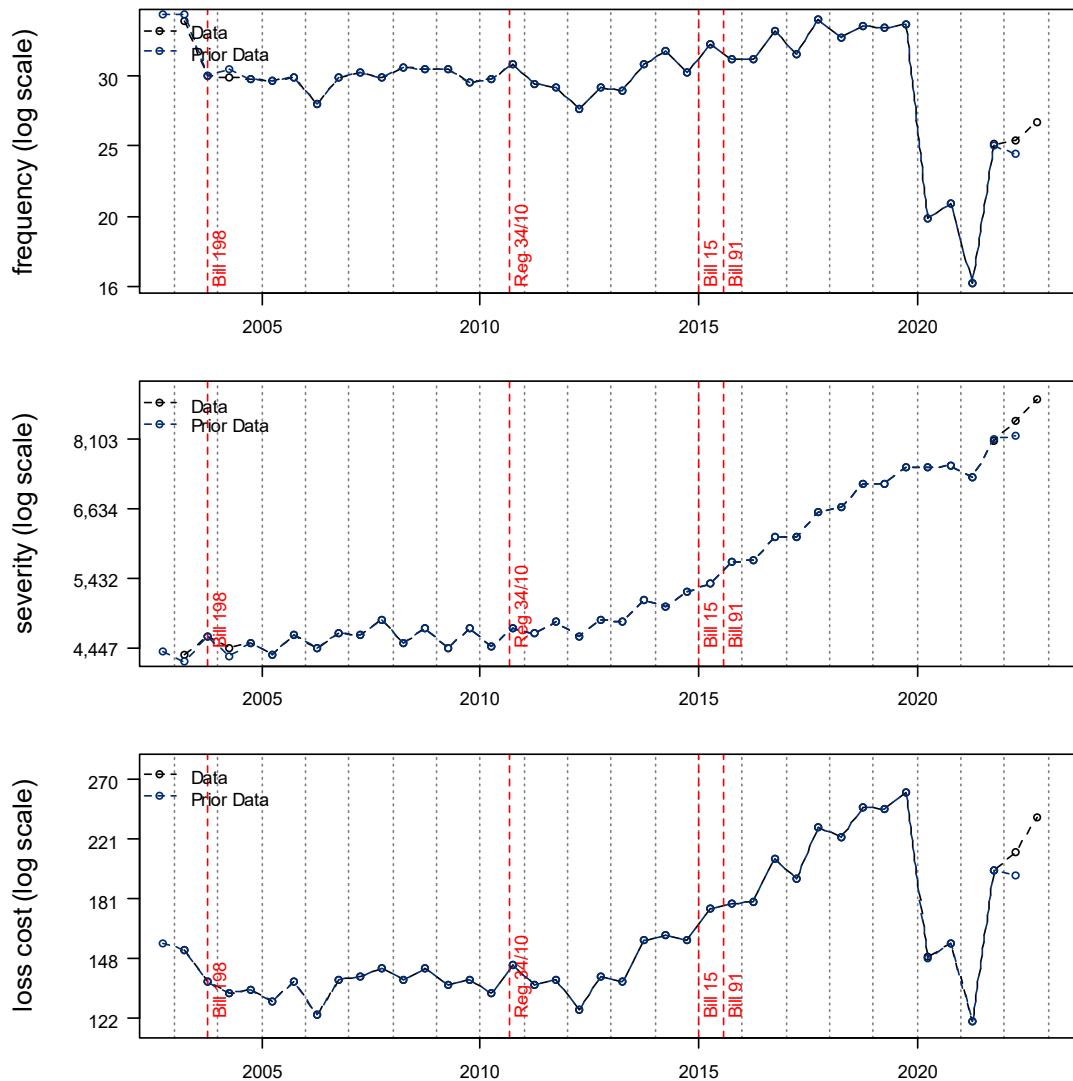 frequency (log scale)
30
25
20
16
Data
Prior Data
Bill 198
Reg 34/10
Bill 15
Bill 91
2005
2010
2015
2020
severity (log scale)
8,103
6,634
5,432
4,447
Data
Prior Data
Bill 198
Reg 34/10
Bill 15
Bill 91
2005
2010
2015
2020
loss cost (log scale)
270
221
181
148
122
Data
Prior Data
Bill 198
Reg 34/10
Bill 15
Bill 91
2005
2010
2015
2020